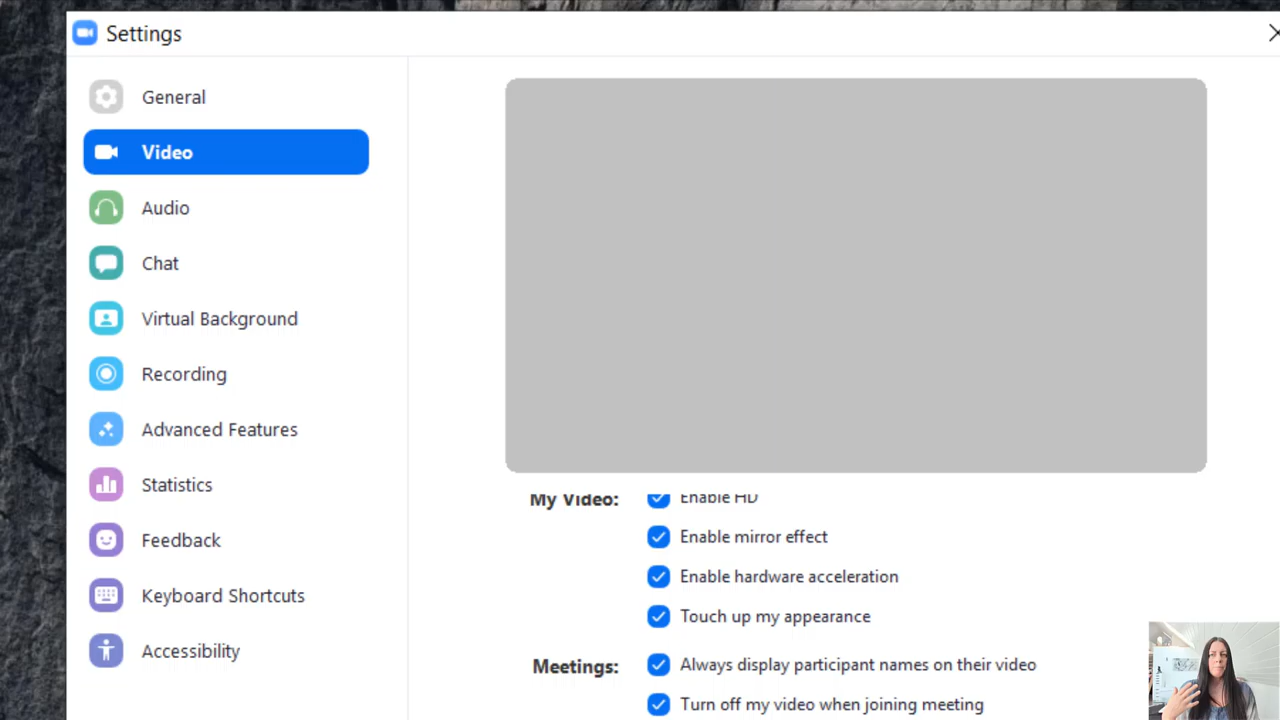 Settings
General
Video
Audio
Chat
Virtual Background
Recording
Advanced Features
Statistics
Feedback
Keyboard Shortcuts
Accessibility
My Video: Enable HD
Enable mirror effect
Enable hardware acceleration
Touch up my appearance
Meetings: Always display participant names on their video
Turn off my video when joining meeting